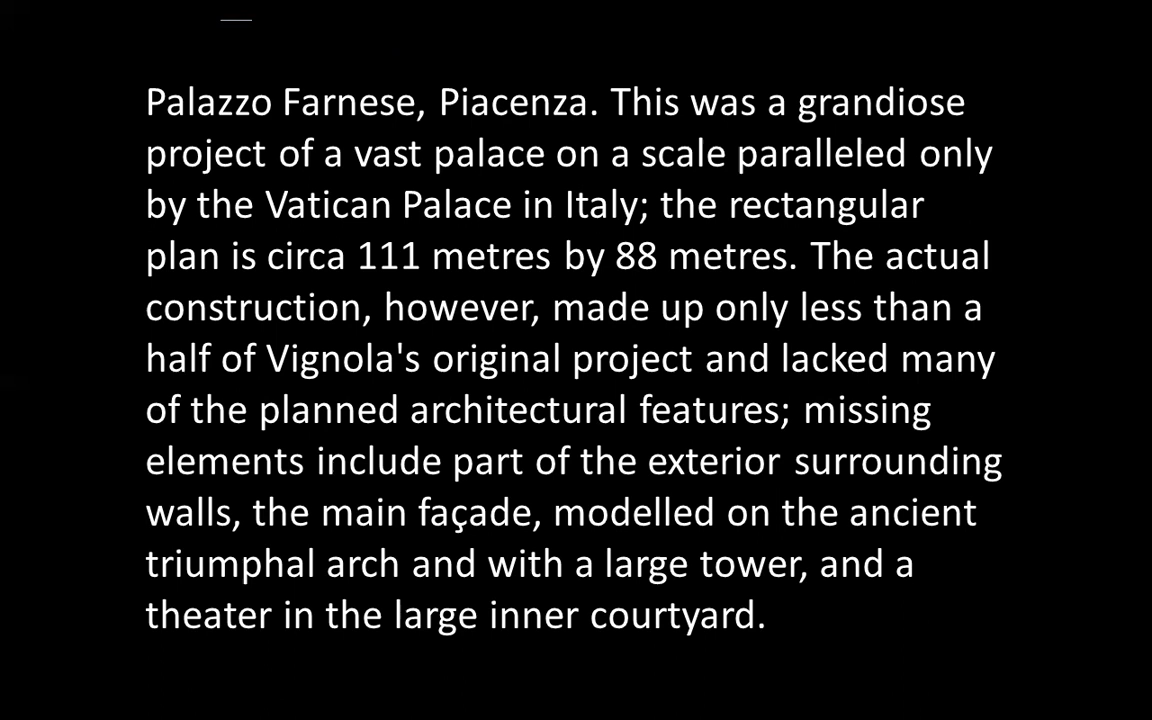 Palazzo Farnese, Piacenza. This was a grandiose
project of a vast palace on a scale paralleled only
by the Vatican Palace in Italy; the rectangular
plan is circa 111 metres by 88 metres. The actual
construction, however, made up only less than a
half of Vignola's original project and lacked many
of the planned architectural features; missing
elements include part of the exterior surrounding
walls, the main façade, modelled on the ancient
triumphal arch and with a large tower, and a
theater in the large inner courtyard.